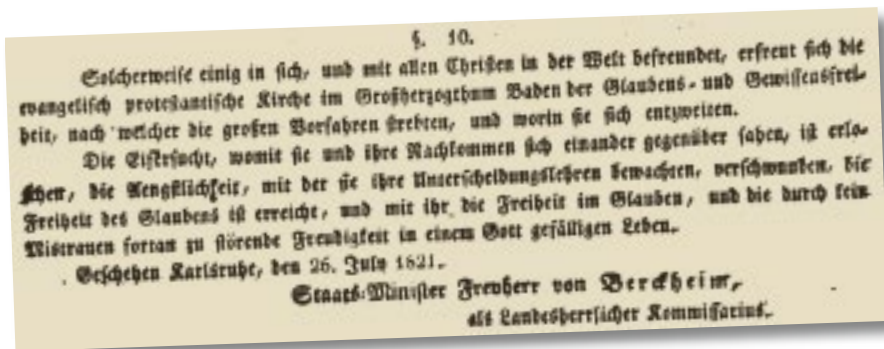 §. 10.
Solcherweise einig in sich, und mit allen Christen in der Welt befreundet, erfreut sich die
evangelisch protestantische Kirche im Großherzogthum Baden der Glaubens- und Gewissensfrei-
heit, nach welcher die großen Vorfahren strebten, und worin sie sich entzweiten.
Die Eifersucht, womit sie und ihre Nachkommen sich einander gegenüber sahen, ist erlo-
schen, die Aengstlichkeit, mit der sie ihre Unterscheidungslehren bewachten, verschwunden, die
Freiheit des Glaubens ist erreicht, und mit ihr die Freiheit im Glauben, und die durch kein
Mistrauen fortan zu störende Freudigkeit in einem Gott gefälligen Leben.
Geschehen Karlsruhe, den 26. July 1821.
Staats-Minister Freyherr von Berckheim,
als Landesherrlicher Kommissarius.